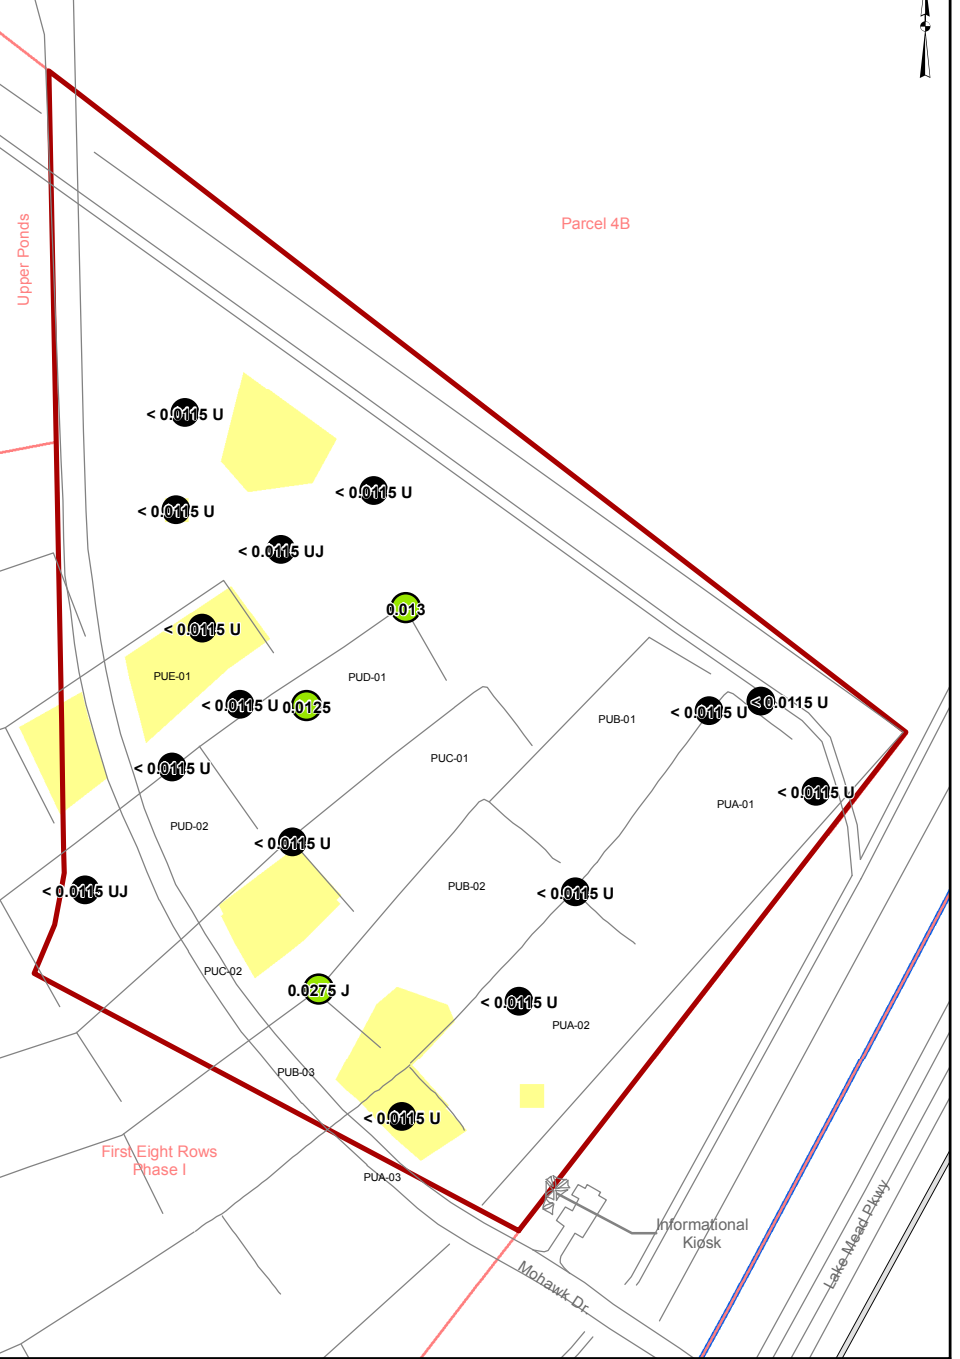 Parcel 4B
Upper Ponds
< 0.0115 U
< 0.0115 U
< 0.0115 U
< 0.0115 UJ
0.013
< 0.0115 U
PUE-01
PUD-01
< 0.0115 U
0.0125
< 0.0115 U
< 0.0115 U
PUB-01
PUC-01
< 0.0115 U
< 0.0115 U
PUA-01
PUD-02
< 0.0115 U
< 0.0115 UJ
PUB-02
< 0.0115 U
PUC-02
0.0275 J
< 0.0115 U
PUA-02
PUB-03
< 0.0115 U
First Eight Rows
Phase I
PUA-03
Informational
Kiosk
Mohawk Dr
Lake Mead Pkwy